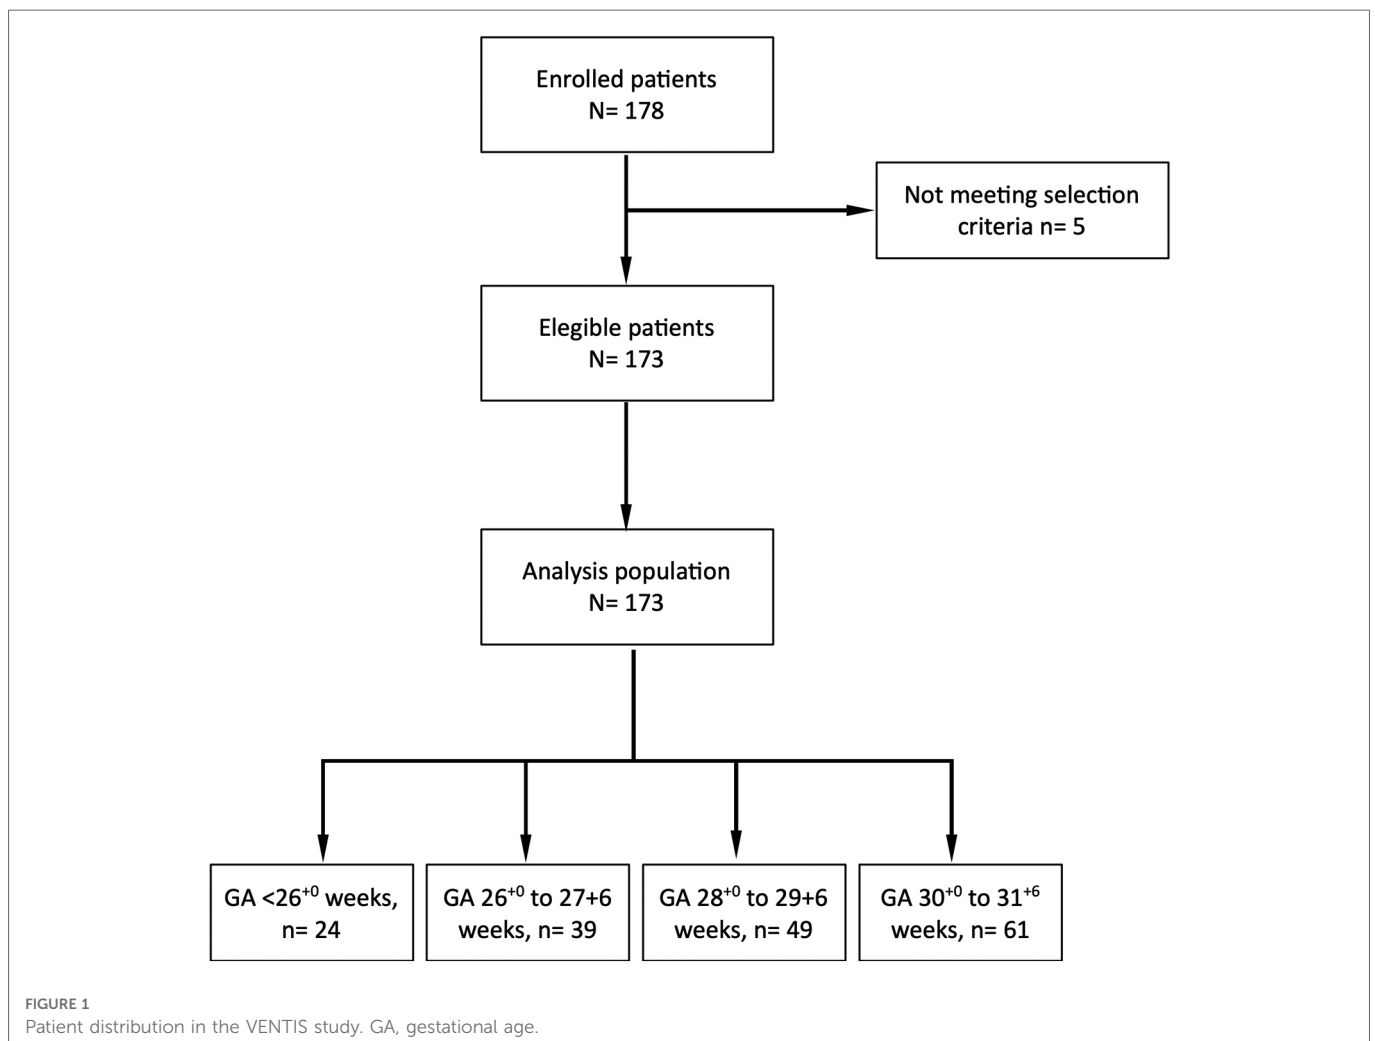 Enrolled patients
N= 178
Not meeting selection
criteria n= 5
Elegible patients
N= 173
Analysis population
N= 173
GA <26⁺⁰ weeks,
n= 24
GA 26⁺⁰ to 27+6
weeks, n= 39
GA 28⁺⁰ to 29+6
weeks, n= 49
GA 30⁺⁰ to 31⁺⁶
weeks, n= 61
FIGURE 1
Patient distribution in the VENTIS study. GA, gestational age.